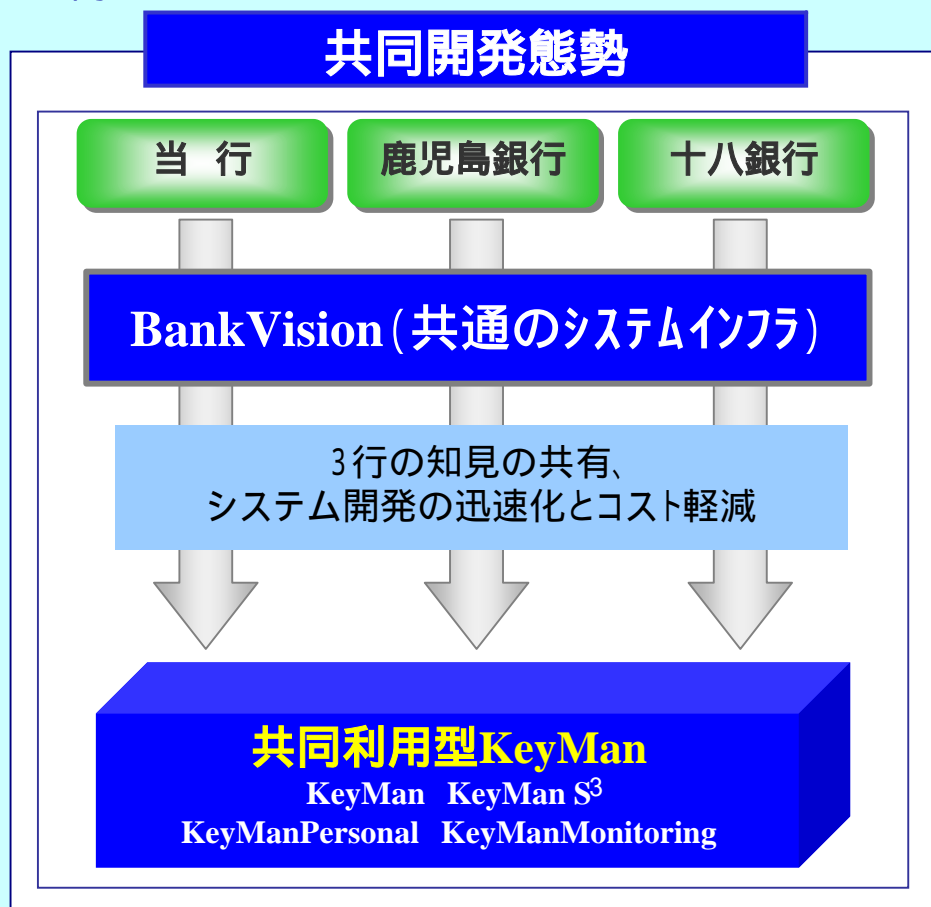 共同開発態勢
当 行
鹿児島銀行
十八銀行
BankVision(共通のシステムインフラ)
3行の知見の共有、
システム開発の迅速化とコスト軽減
共同利用型KeyMan
KeyMan KeyMan S³
KeyManPersonal KeyManMonitoring